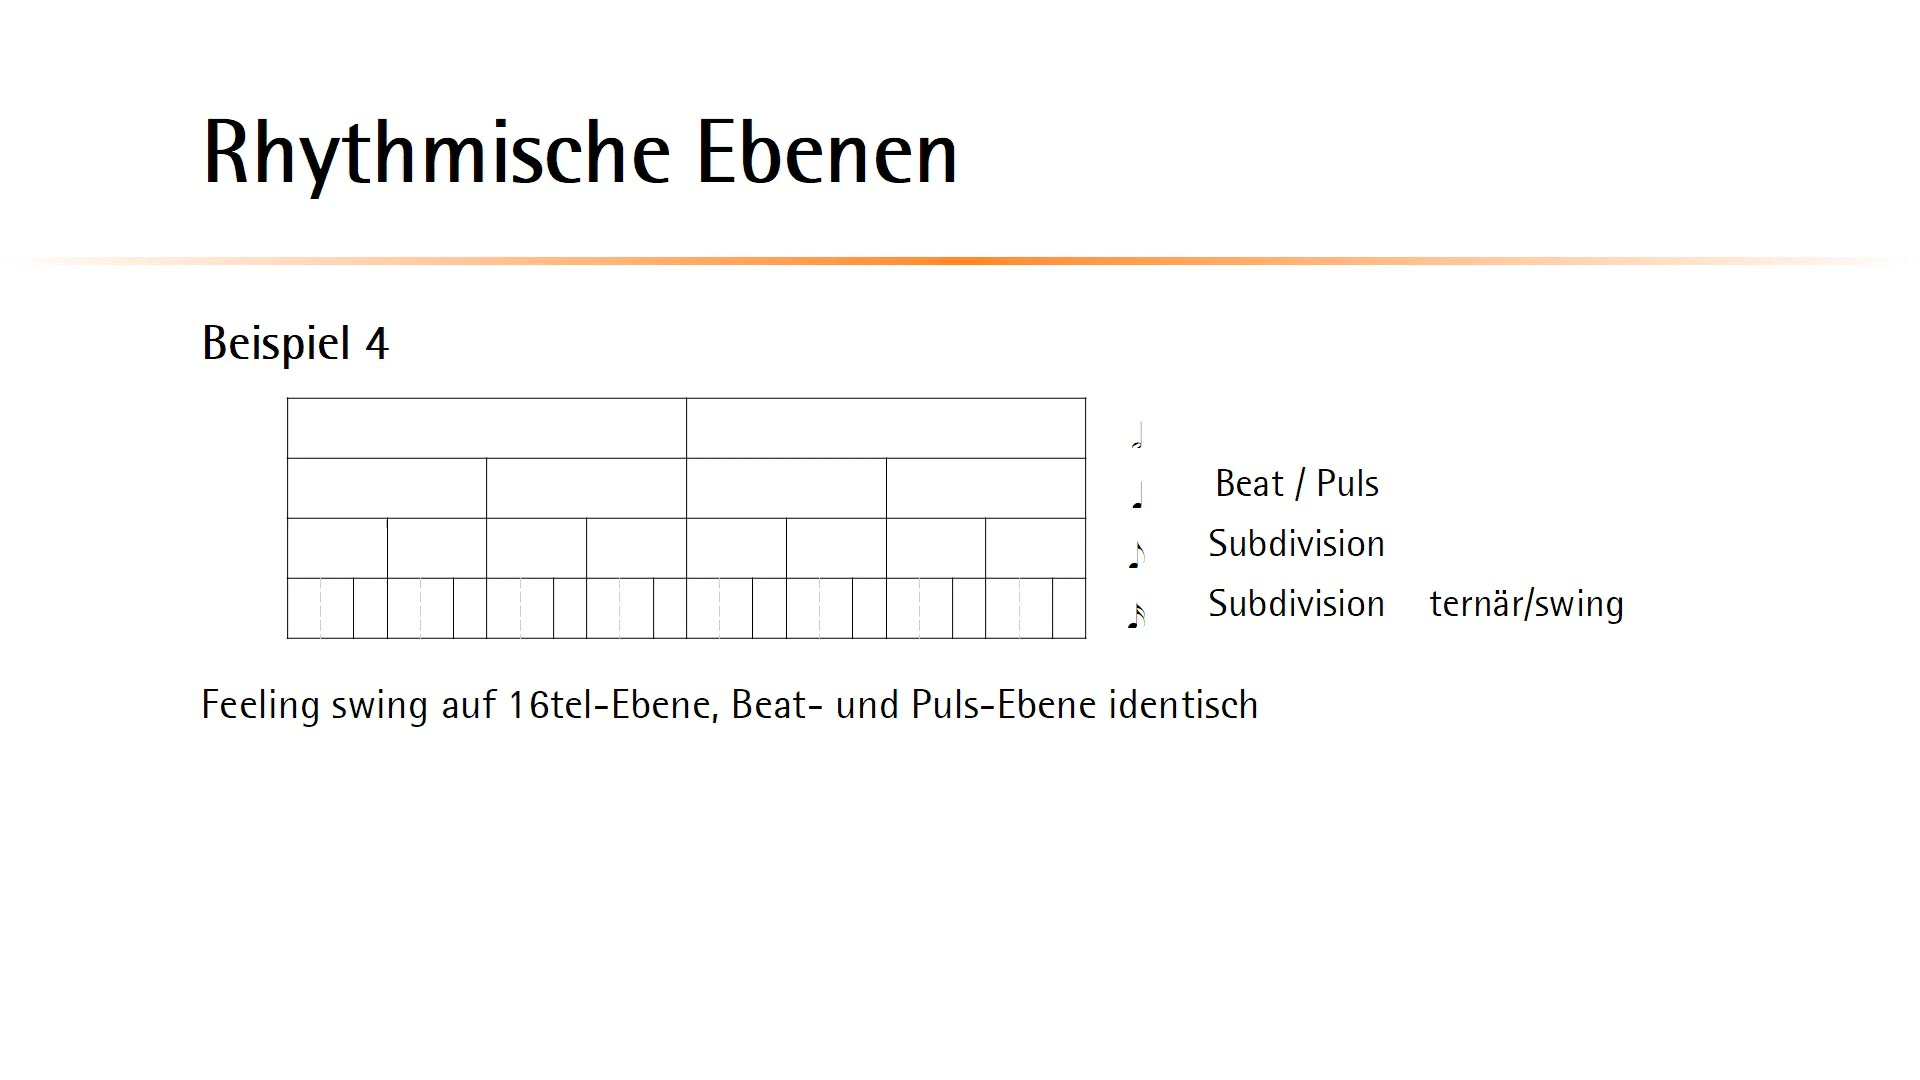 Rhythmische Ebenen
Beispiel 4
Beat / Puls
Subdivision
Subdivision ternär/swing
Feeling swing auf 16tel-Ebene, Beat- und Puls-Ebene identisch